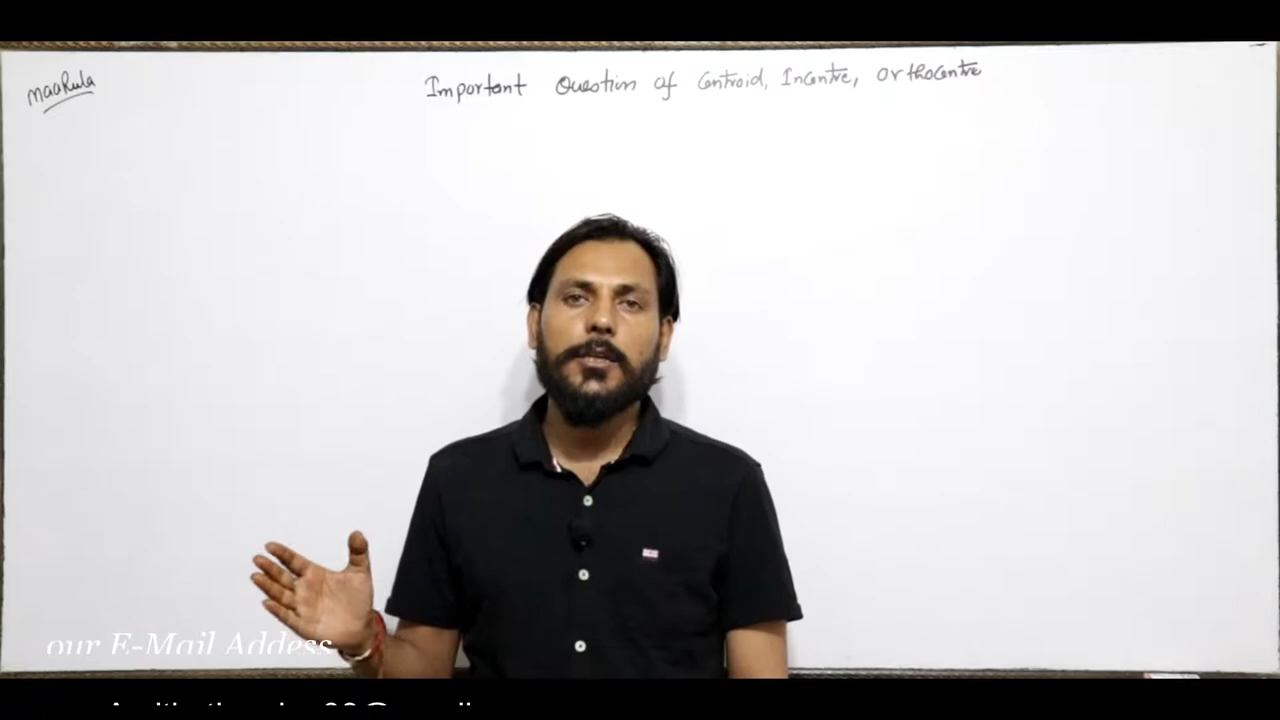 maaRula
Important Question of Centroid, Incentre, Orthocentre
our E-Mail Addess